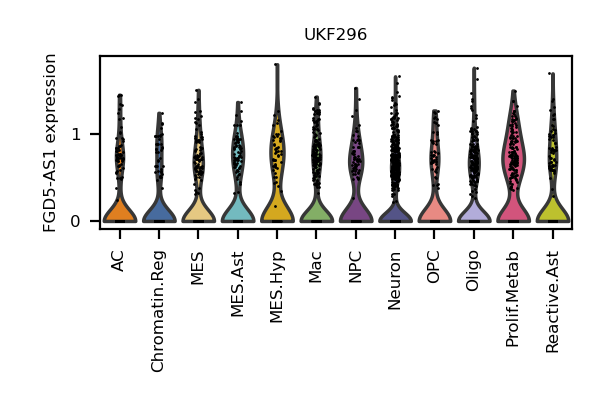 UKF296
FGD5-AS1 expression
1
0
AC
Chromatin.Reg
MES
MES.Ast
MES.Hyp
Mac
NPC
Neuron
OPC
Oligo
Prolif.Metab
Reactive.Ast